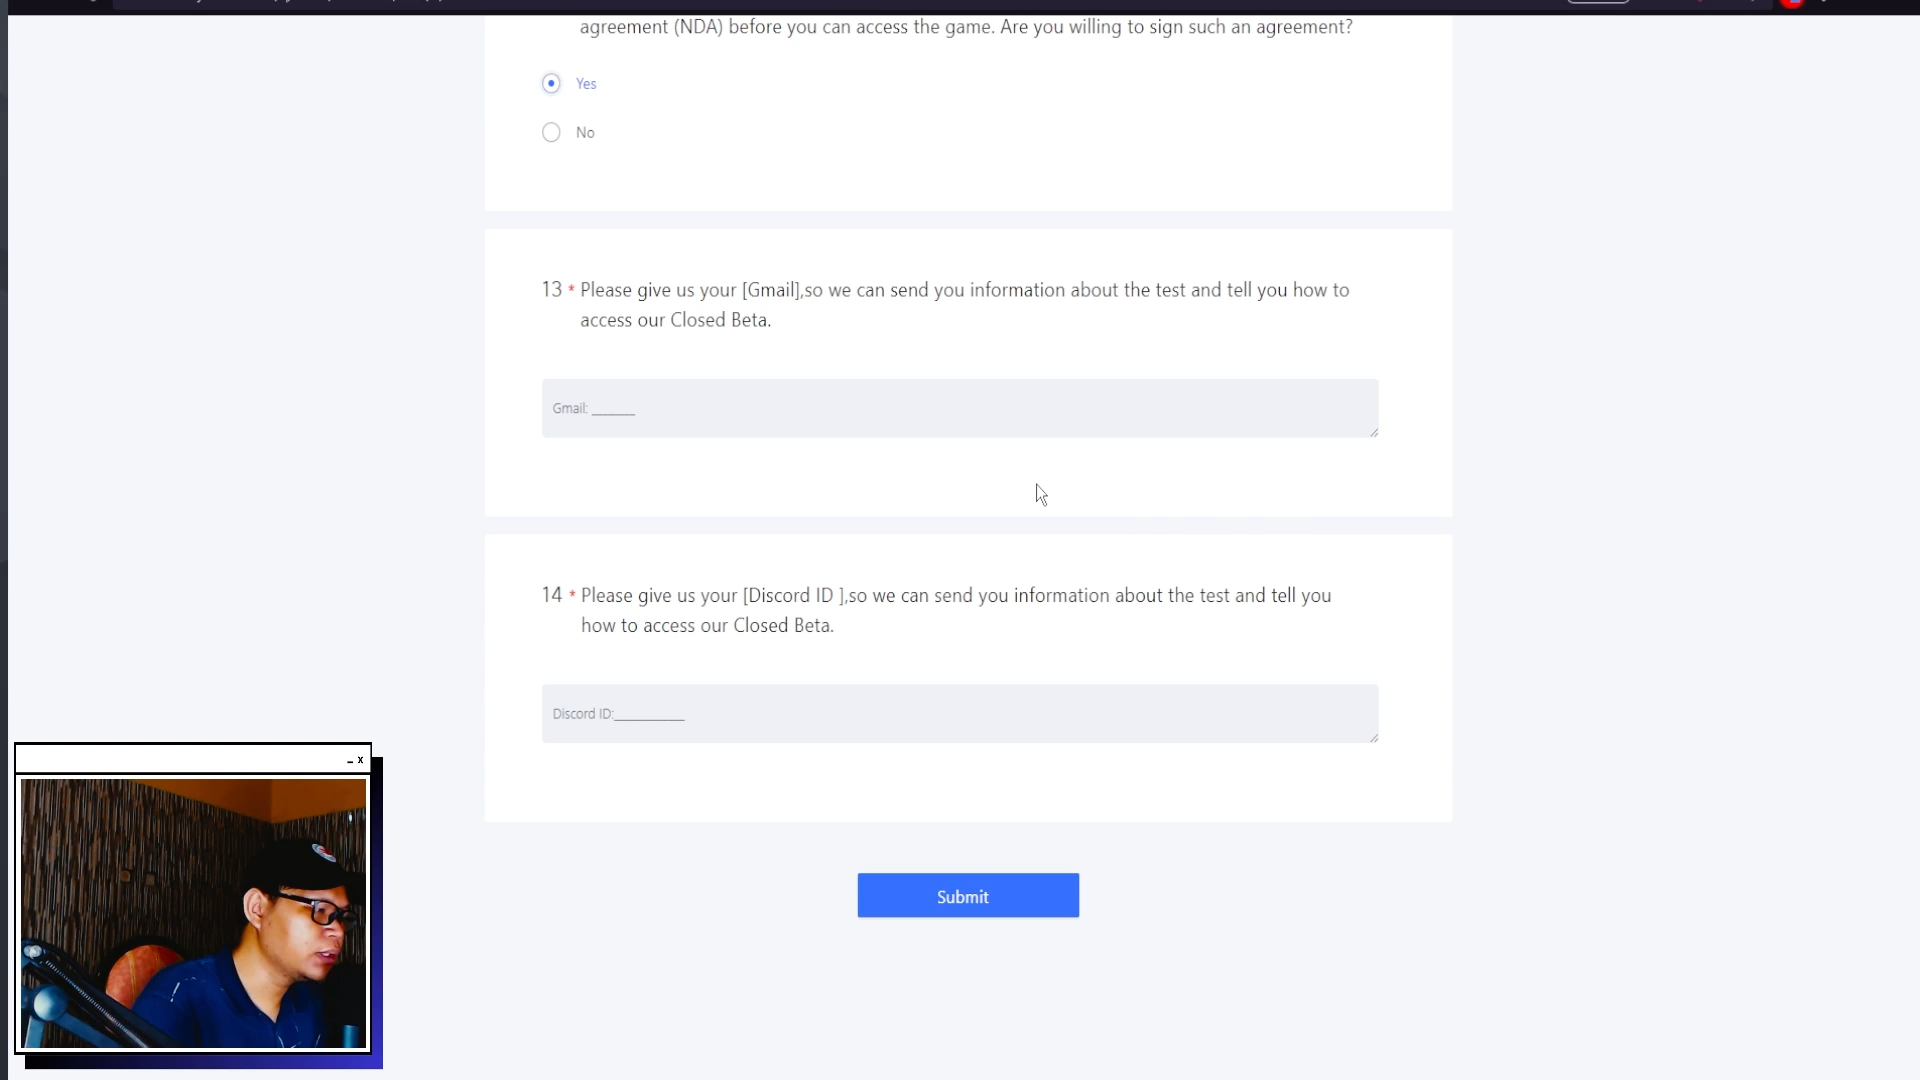 agreement (NDA) before you can access the game. Are you willing to sign such an agreement?
Yes
No
13 * Please give us your [Gmail],so we can send you information about the test and tell you how to
access our Closed Beta.
Gmail: ______
14 * Please give us your [Discord ID ],so we can send you information about the test and tell you
how to access our Closed Beta.
Discord ID:__________
Submit